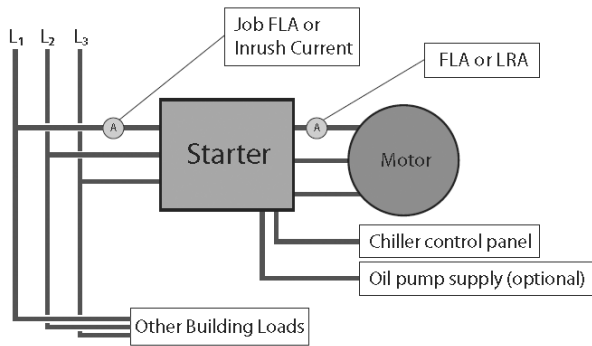 Job FLA or
Inrush Current
L₁ L₂ L₃
FLA or LRA
A
A
Starter
Motor
Chiller control panel
Oil pump supply (optional)
Other Building Loads